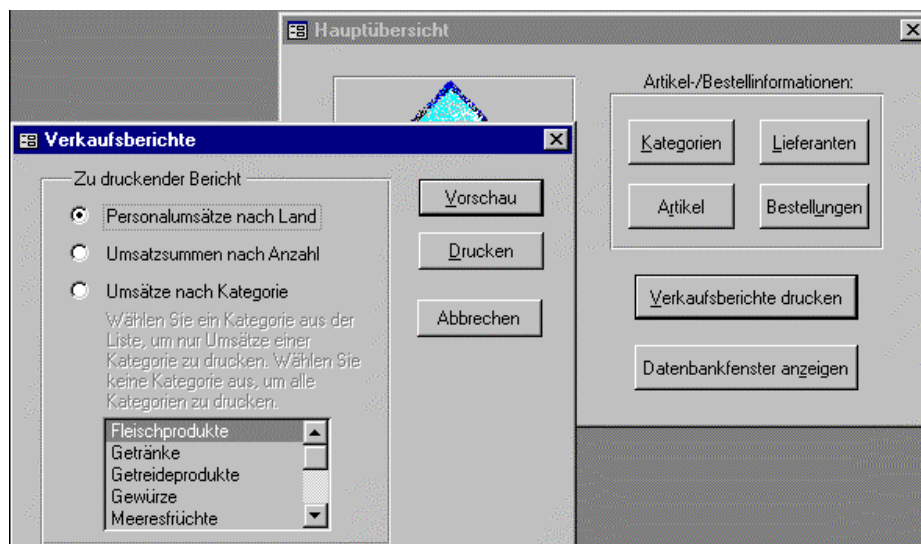 Hauptübersicht
Artikel-/Bestellinformationen:
Kategorien
Lieferanten
Artikel
Bestellungen
Verkaufsberichte drucken
Datenbankfenster anzeigen
Verkaufsberichte
Zu druckender Bericht
Personalumsätze nach Land
Umsatzsummen nach Anzahl
Umsätze nach Kategorie
Wählen Sie ein Kategorie aus der
Liste, um nur Umsätze einer
Kategorie zu drucken. Wählen Sie
keine Kategorie aus, um alle
Kategorien zu drucken.
Fleischprodukte
Getränke
Getreideprodukte
Gewürze
Meeresfrüchte
Vorschau
Drucken
Abbrechen